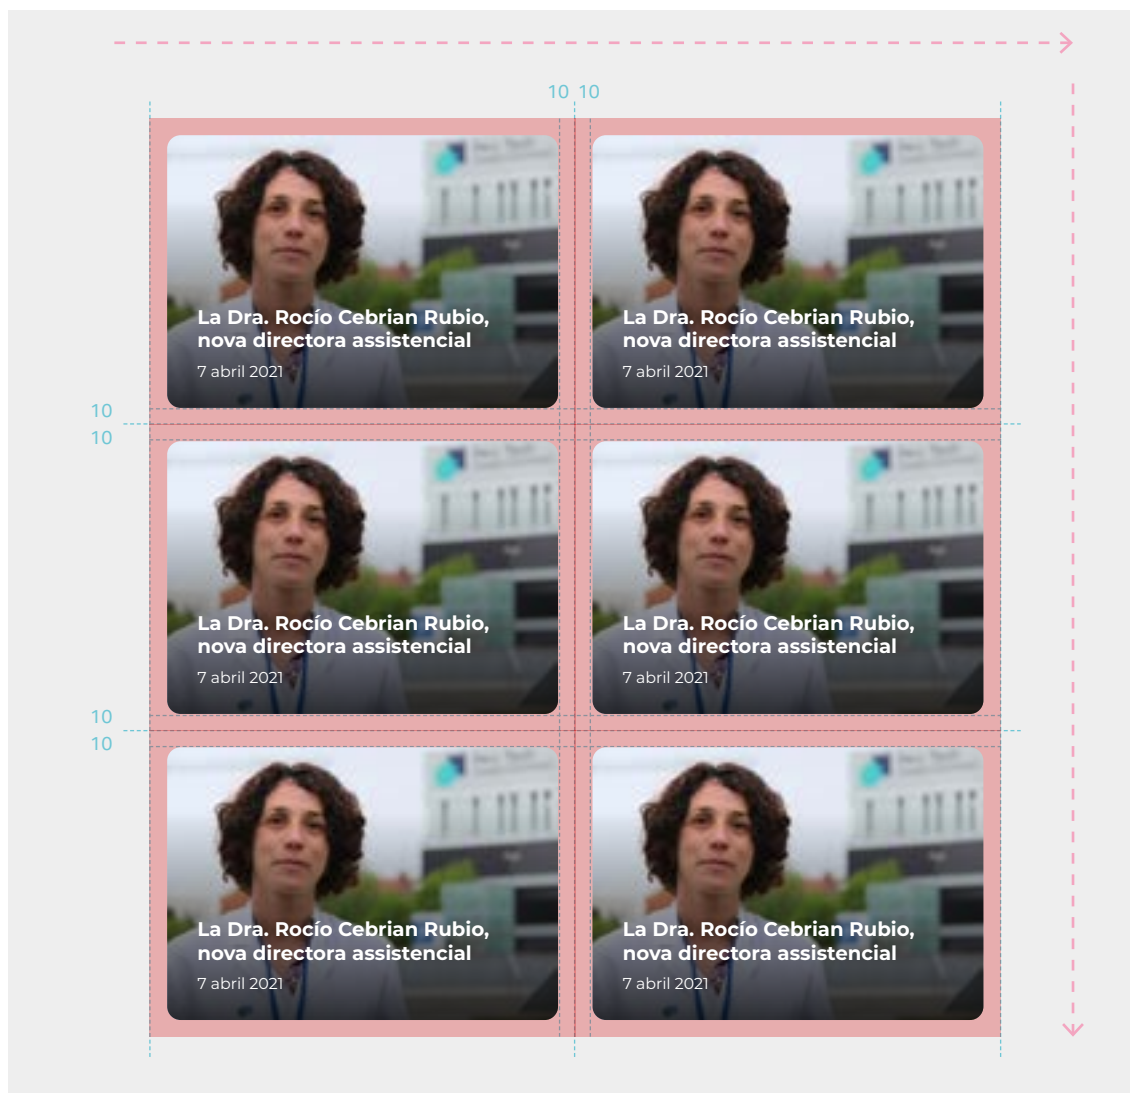 10 10
La Dra. Rocío Cebrian Rubio,
nova directora assistencial
7 abril 2021
La Dra. Rocío Cebrian Rubio,
nova directora assistencial
7 abril 2021
10
10
La Dra. Rocío Cebrian Rubio,
nova directora assistencial
7 abril 2021
La Dra. Rocío Cebrian Rubio,
nova directora assistencial
7 abril 2021
10
10
La Dra. Rocío Cebrian Rubio,
nova directora assistencial
7 abril 2021
La Dra. Rocío Cebrian Rubio,
nova directora assistencial
7 abril 2021